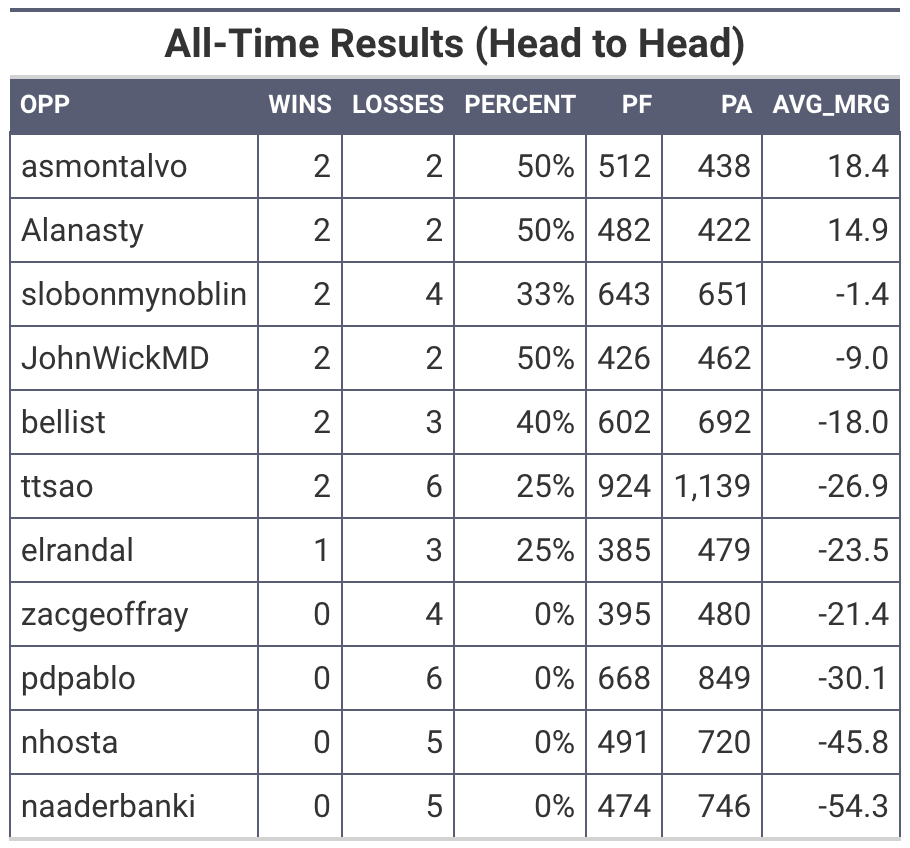 All-Time Results (Head to Head)
OPP WINS LOSSES PERCENT PF PA AVG_MRG
asmontalvo 2 2 50% 512 438 18.4
Alanasty 2 2 50% 482 422 14.9
slobonmynoblin 2 4 33% 643 651 -1.4
JohnWickMD 2 2 50% 426 462 -9.0
bellist 2 3 40% 602 692 -18.0
ttsao 2 6 25% 924 1,139 -26.9
elrandal 1 3 25% 385 479 -23.5
zacgeoffray 0 4 0% 395 480 -21.4
pdpablo 0 6 0% 668 849 -30.1
nhosta 0 5 0% 491 720 -45.8
naaderbanki 0 5 0% 474 746 -54.3